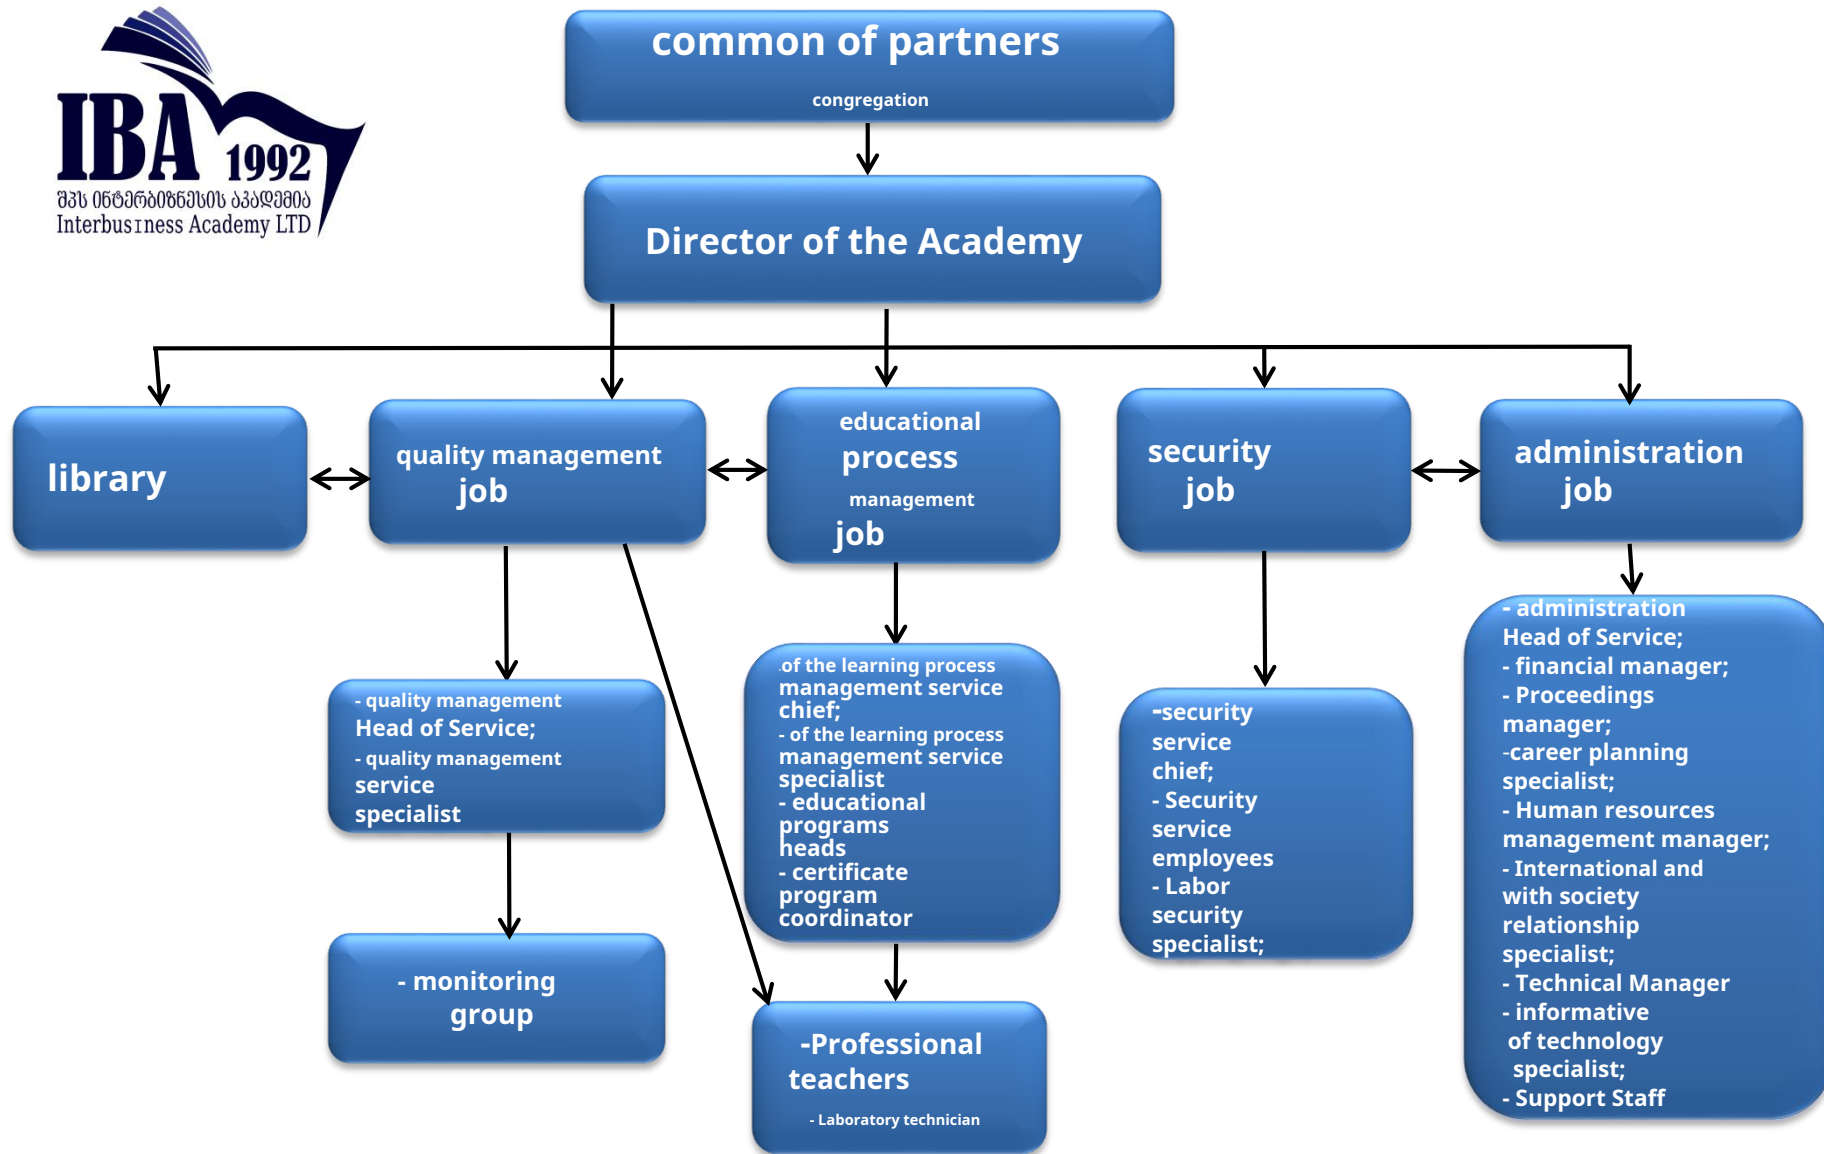 IBA
1992
შპს ინტერბიზნესის აკადემია
Interbusıness Academy LTD
common of partners
congregation
Director of the Academy
library
quality management
job
educational
process
management
job
security
job
administration
job
- quality management
Head of Service;
- quality management
service
specialist
- monitoring
group
.of the learning process
management service
chief;
- of the learning process
management service
specialist
- educational
programs
heads
- certificate
program
coordinator
-Professional
teachers
- Laboratory technician
-security
service
chief;
- Security
service
employees
- Labor
security
specialist;
- administration
Head of Service;
- financial manager;
- Proceedings
manager;
-career planning
specialist;
- Human resources
management manager;
- International and
with society
relationship
specialist;
- Technical Manager
- informative
of technology
specialist;
- Support Staff